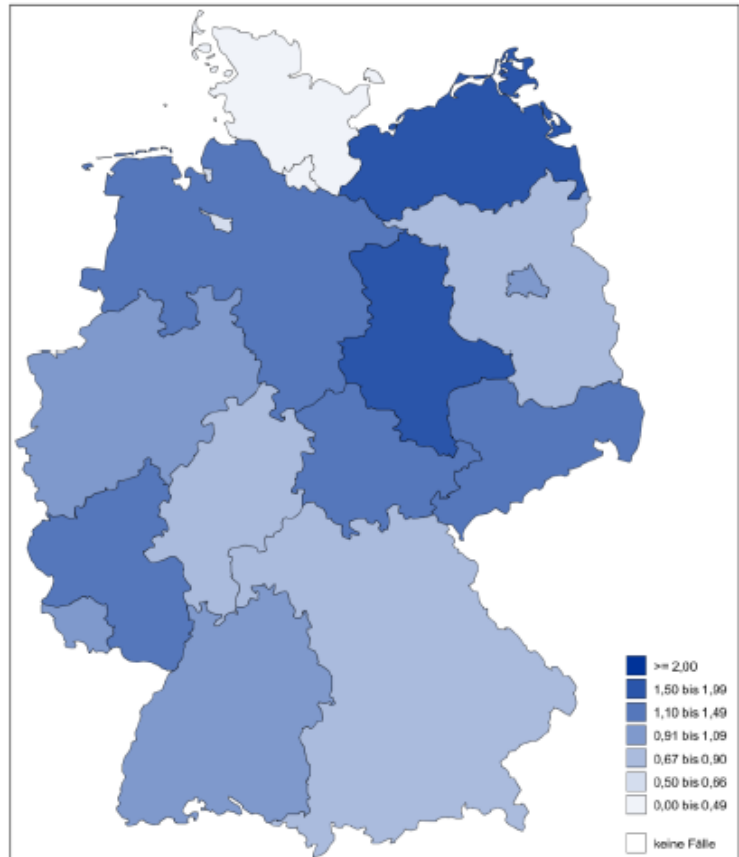 >= 2,00
1,50 bis 1,99
1,10 bis 1,49
0,91 bis 1,09
0,67 bis 0,90
0,50 bis 0,66
0,00 bis 0,49
keine Fälle